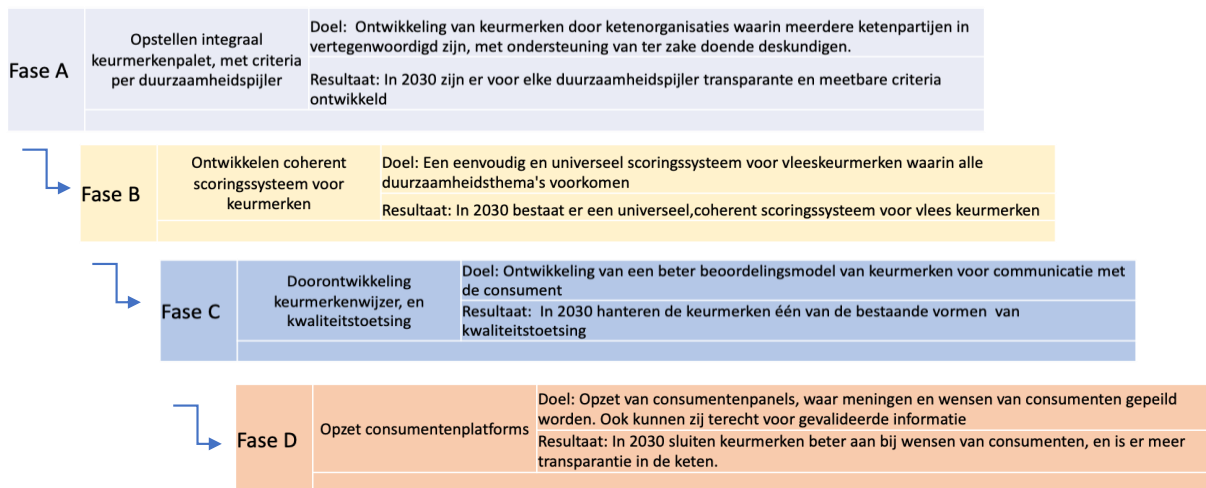 Fase A
Opstellen integraal
keurmerkenpalet, met criteria
per duurzaamheidspijler
Doel:  Ontwikkeling van keurmerken door ketenorganisaties waarin meerdere ketenpartijen in
vertegenwoordigd zijn, met ondersteuning van ter zake doende deskundigen.
Resultaat: In 2030 zijn er voor elke duurzaamheidspijler transparante en meetbare criteria
ontwikkeld
Fase B
Ontwikkelen coherent
scoringssysteem voor
keurmerken
Doel: Een eenvoudig en universeel scoringssysteem voor vleeskeurmerken waarin alle
duurzaamheidsthema's voorkomen
Resultaat: In 2030 bestaat er een universeel,coherent scoringssysteem voor vlees keurmerken
Fase C
Doorontwikkeling
keurmerkenwijzer, en
kwaliteitstoetsing
Doel: Ontwikkeling van een beter beoordelingsmodel van keurmerken voor communicatie met
de consument
Resultaat:  In 2030 hanteren de keurmerken één van de bestaande vormen  van
kwaliteitstoetsing
Fase D
Opzet consumentenplatforms
Doel: Opzet van consumentenpanels, waar meningen en wensen van consumenten gepeild
worden. Ook kunnen zij terecht voor gevalideerde informatie
Resultaat: In 2030 sluiten keurmerken beter aan bij wensen van consumenten, en is er meer
transparantie in de keten.